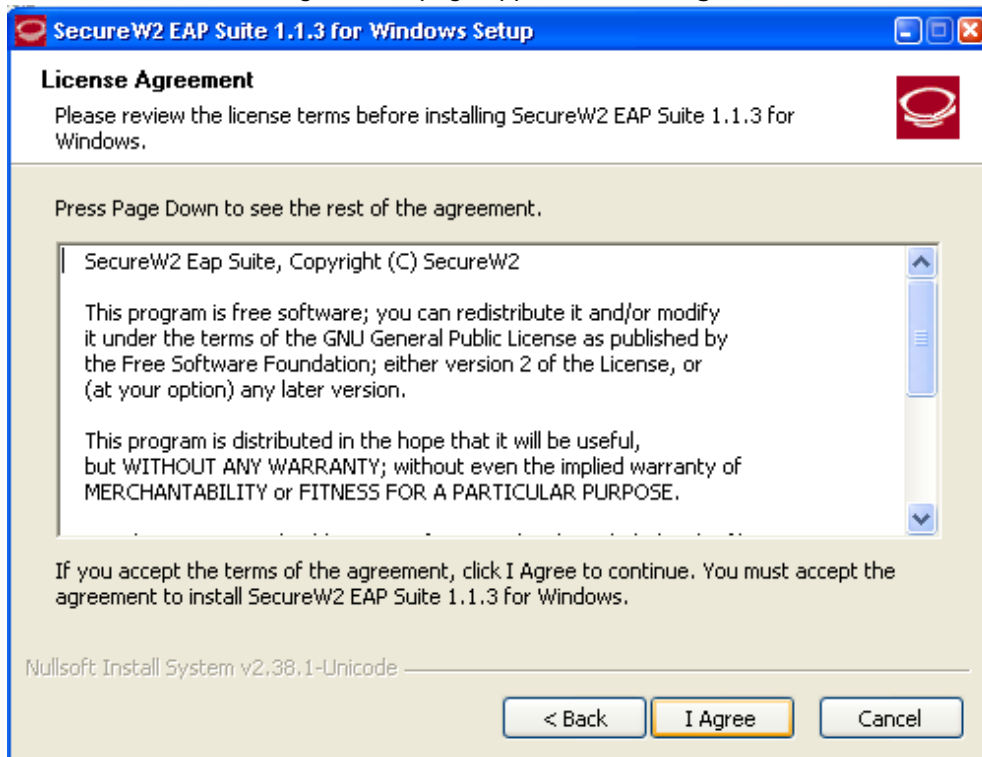 SecureW2 EAP Suite 1.1.3 for Windows Setup
License Agreement
Please review the license terms before installing SecureW2 EAP Suite 1.1.3 for
Windows.
Press Page Down to see the rest of the agreement.
SecureW2 Eap Suite, Copyright (C) SecureW2
This program is free software; you can redistribute it and/or modify
it under the terms of the GNU General Public License as published by
the Free Software Foundation; either version 2 of the License, or
(at your option) any later version.
This program is distributed in the hope that it will be useful,
but WITHOUT ANY WARRANTY; without even the implied warranty of
MERCHANTABILITY or FITNESS FOR A PARTICULAR PURPOSE.
If you accept the terms of the agreement, click I Agree to continue. You must accept the
agreement to install SecureW2 EAP Suite 1.1.3 for Windows.
Nullsoft Install System v2.38.1-Unicode
< Back
I Agree
Cancel